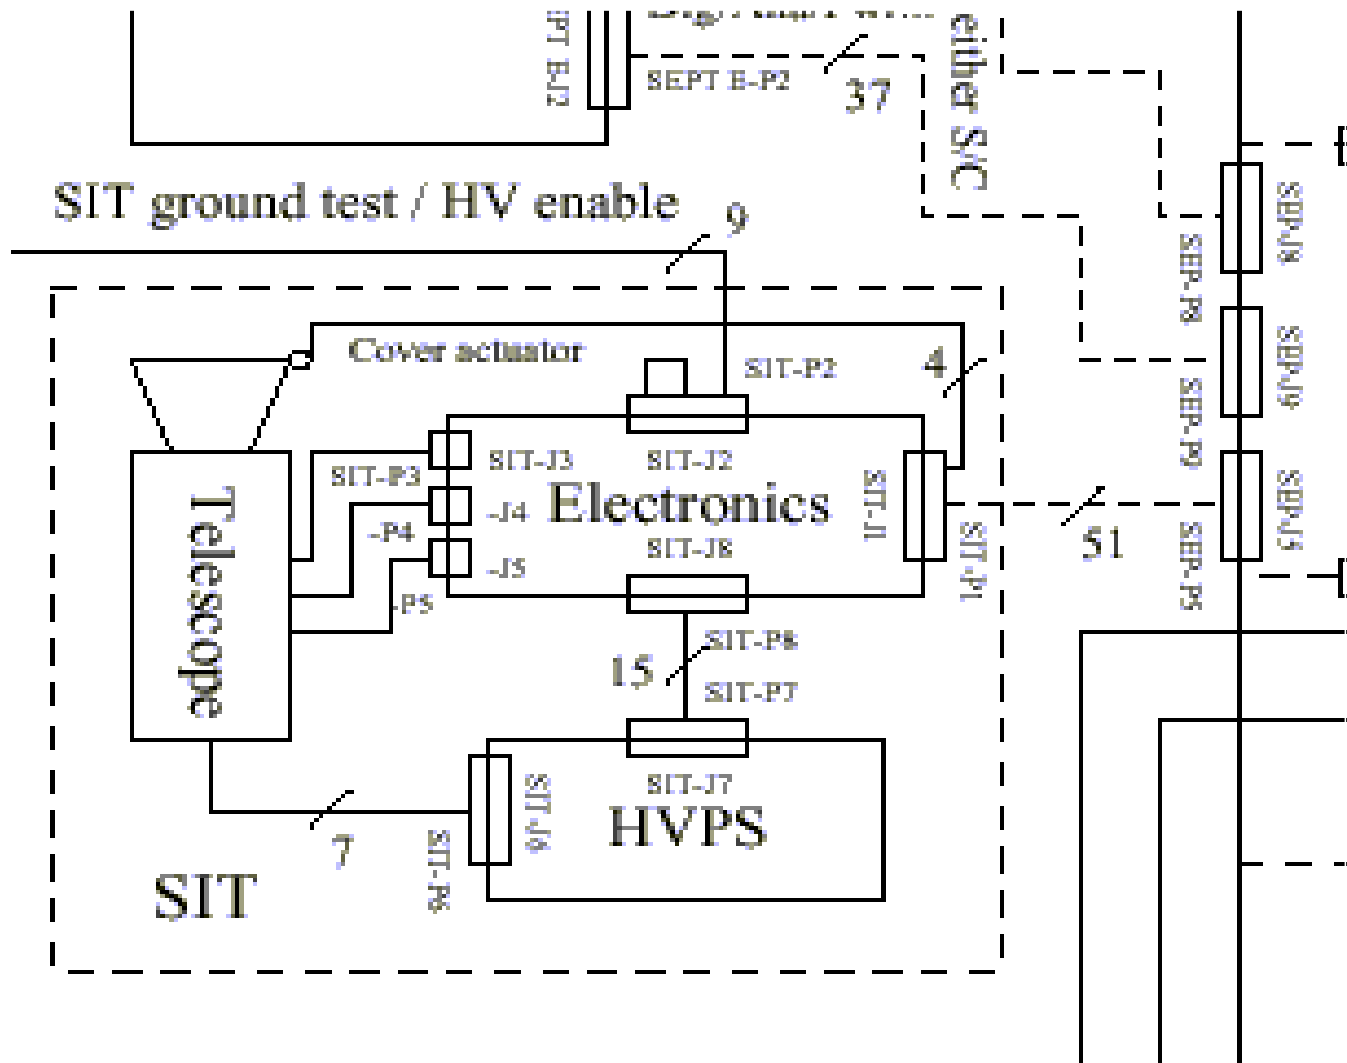 either S/C
SEPT B-P2
37
SIT ground test / HV enable
9
SEP-J8
SEP-P8
Cover actuator
SIT-P2
4
SEP-J9
SEP-P9
SIT-P3
SIT-J3
SIT-J2
Electronics
SIT-J1
-P4
-J4
SIT-J8
51
SEP-J5
SEP-P5
SIT-P1
-P5
-J5
Telescope
SIT-P8
15
SIT-P7
SIT-J7
HVPS
SIT-J6
SIT-P6
7
SIT